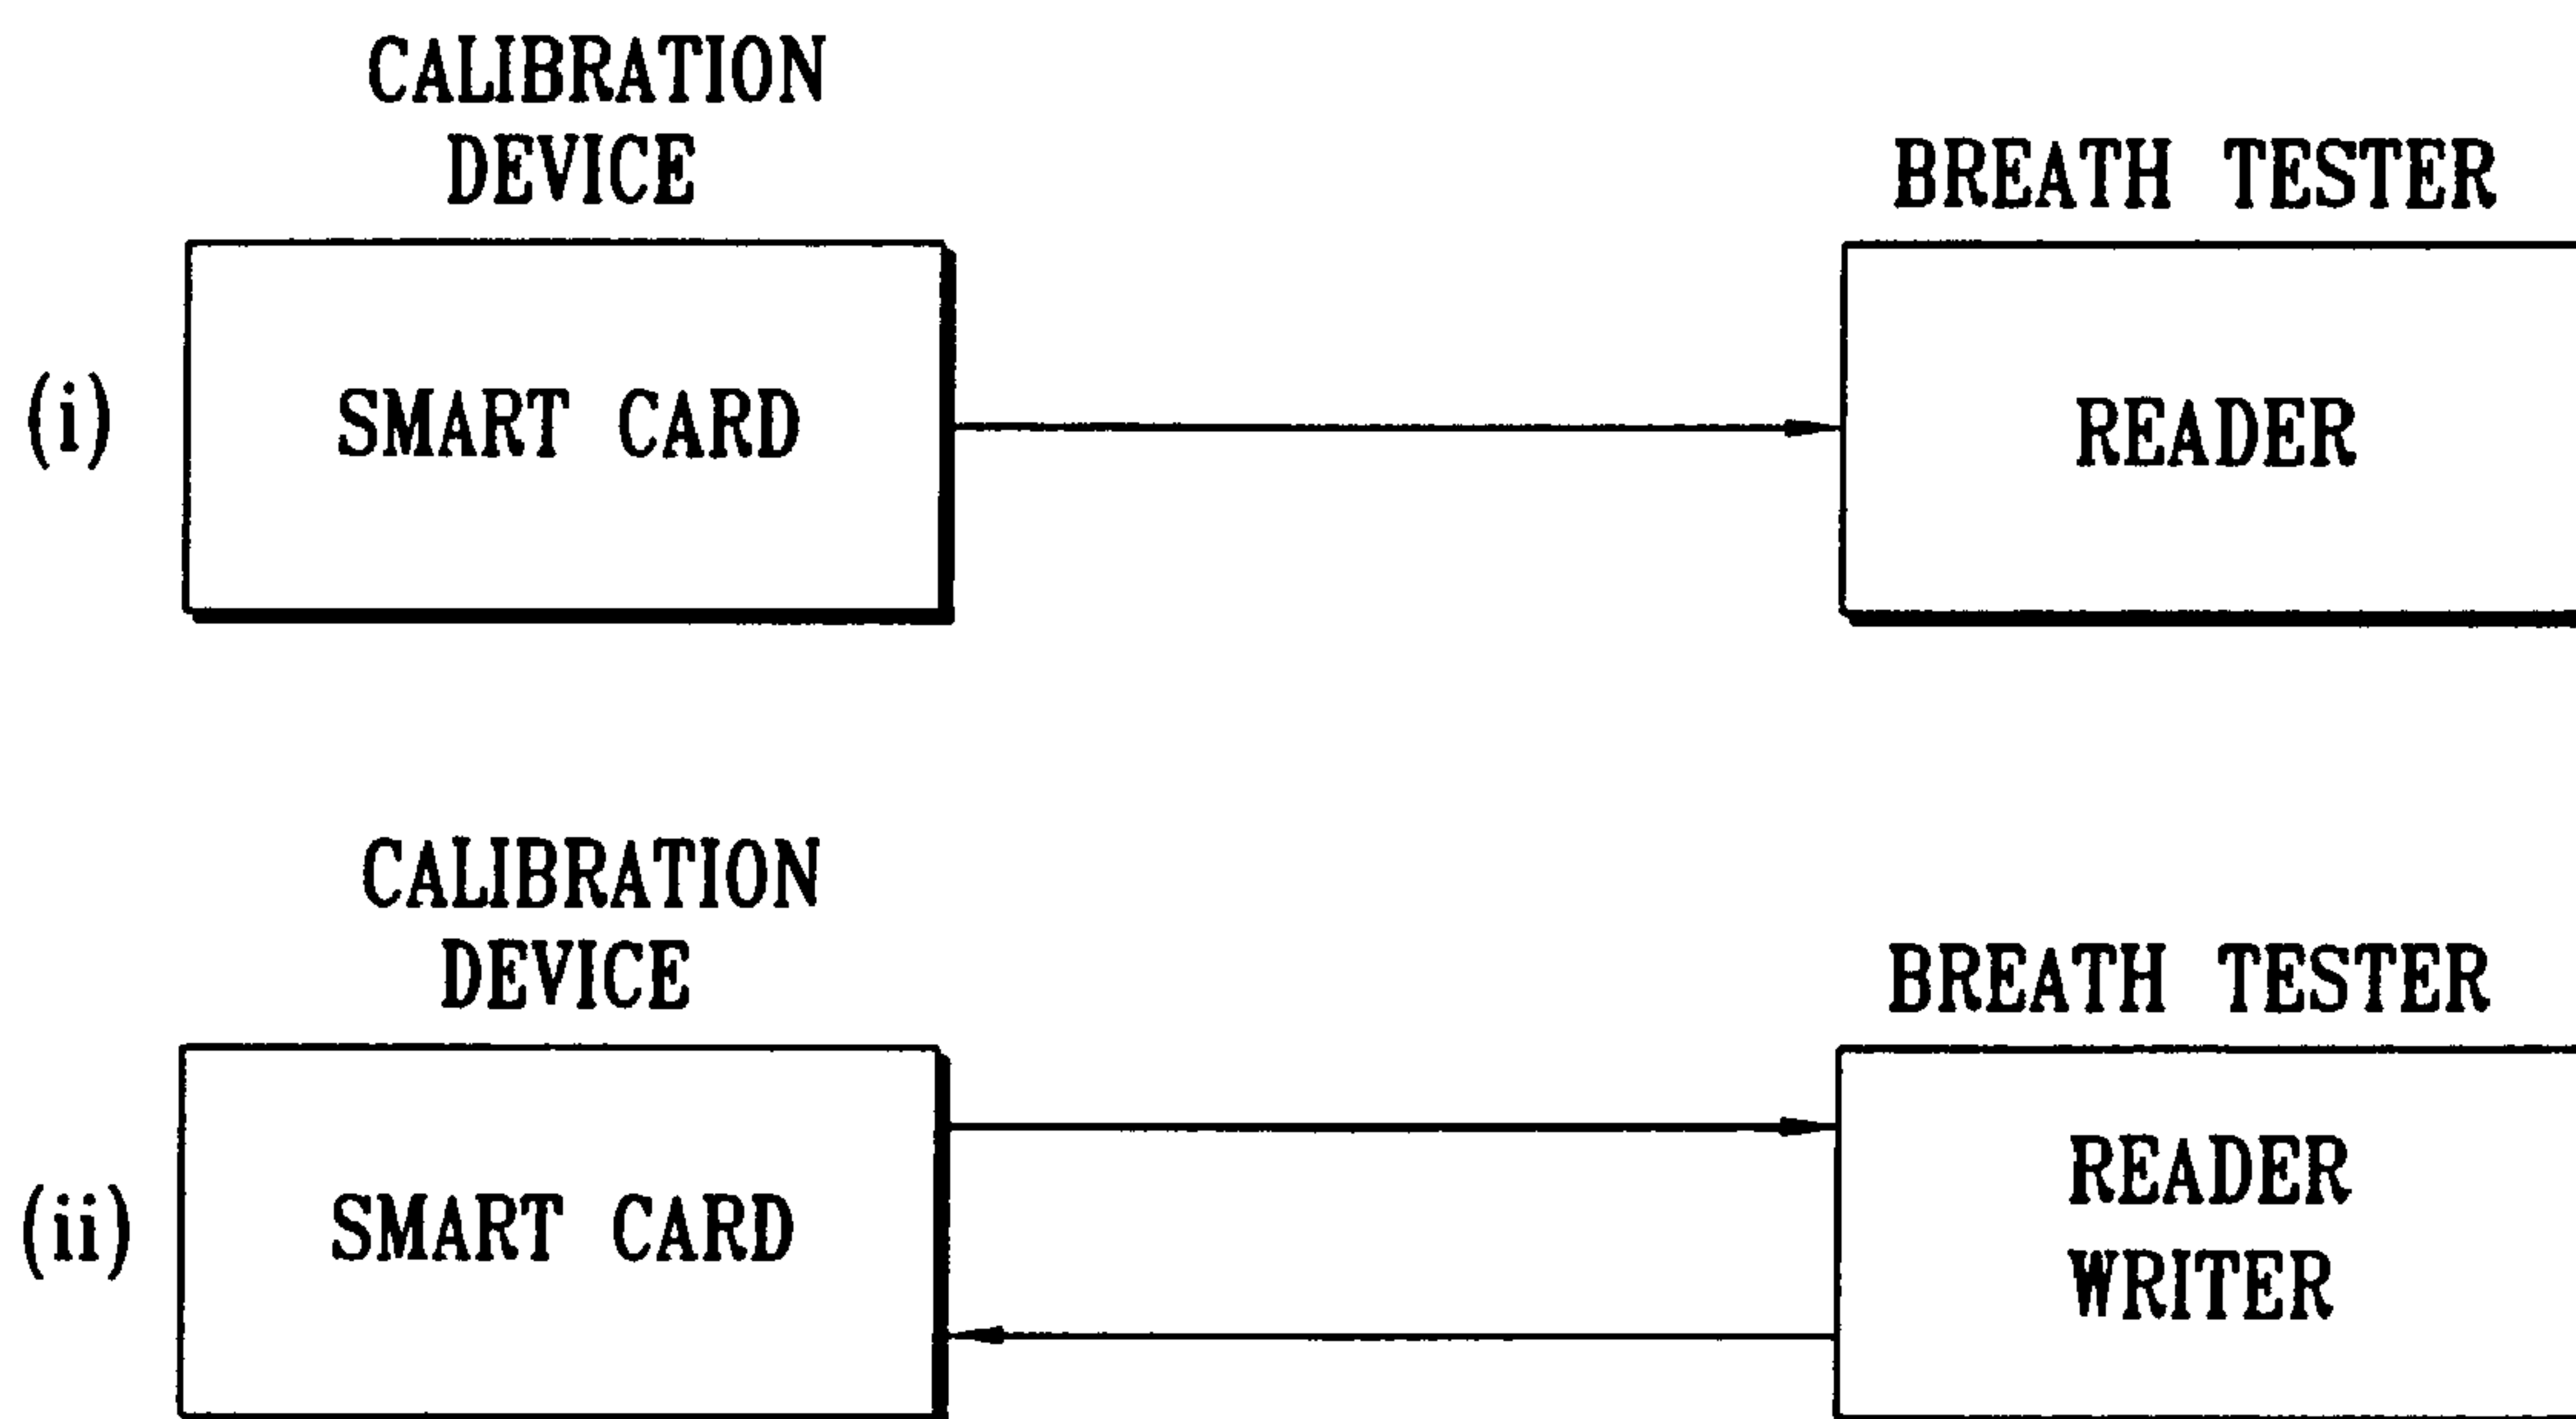 CALIBRATION
DEVICE
BREATH TESTER
(i)
SMART CARD
READER
CALIBRATION
DEVICE
BREATH TESTER
(ii)
SMART CARD
READER
WRITER